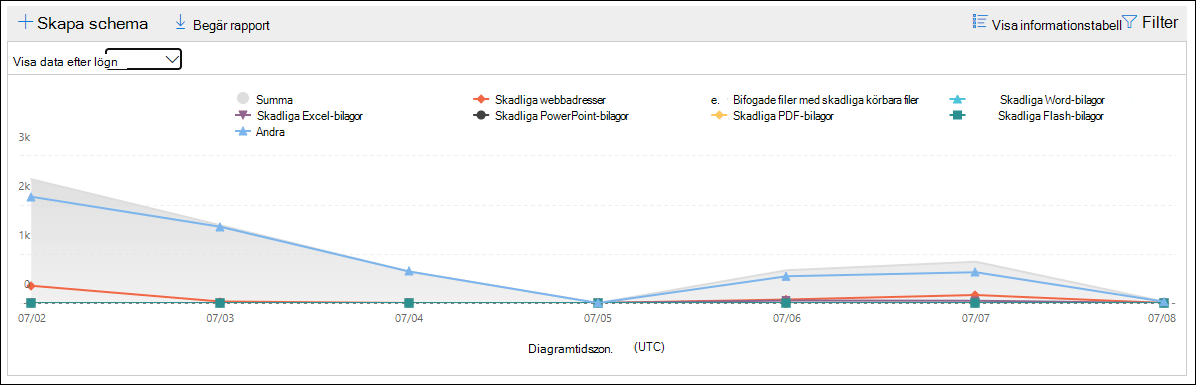 Skapa schema Begär rapport Visa informationstabell Filter
Visa data efter lögn
Summa Skadliga webbadresser e. Bifogade filer med skadliga körbara filer Skadliga Word-bilagor
Skadliga Excel-bilagor Skadliga PowerPoint-bilagor Skadliga PDF-bilagor Skadliga Flash-bilagor
Andra
3k
2k
1k
0
07/02 07/03 07/04 07/05 07/06 07/07 07/08
Diagramtidszon. (UTC)